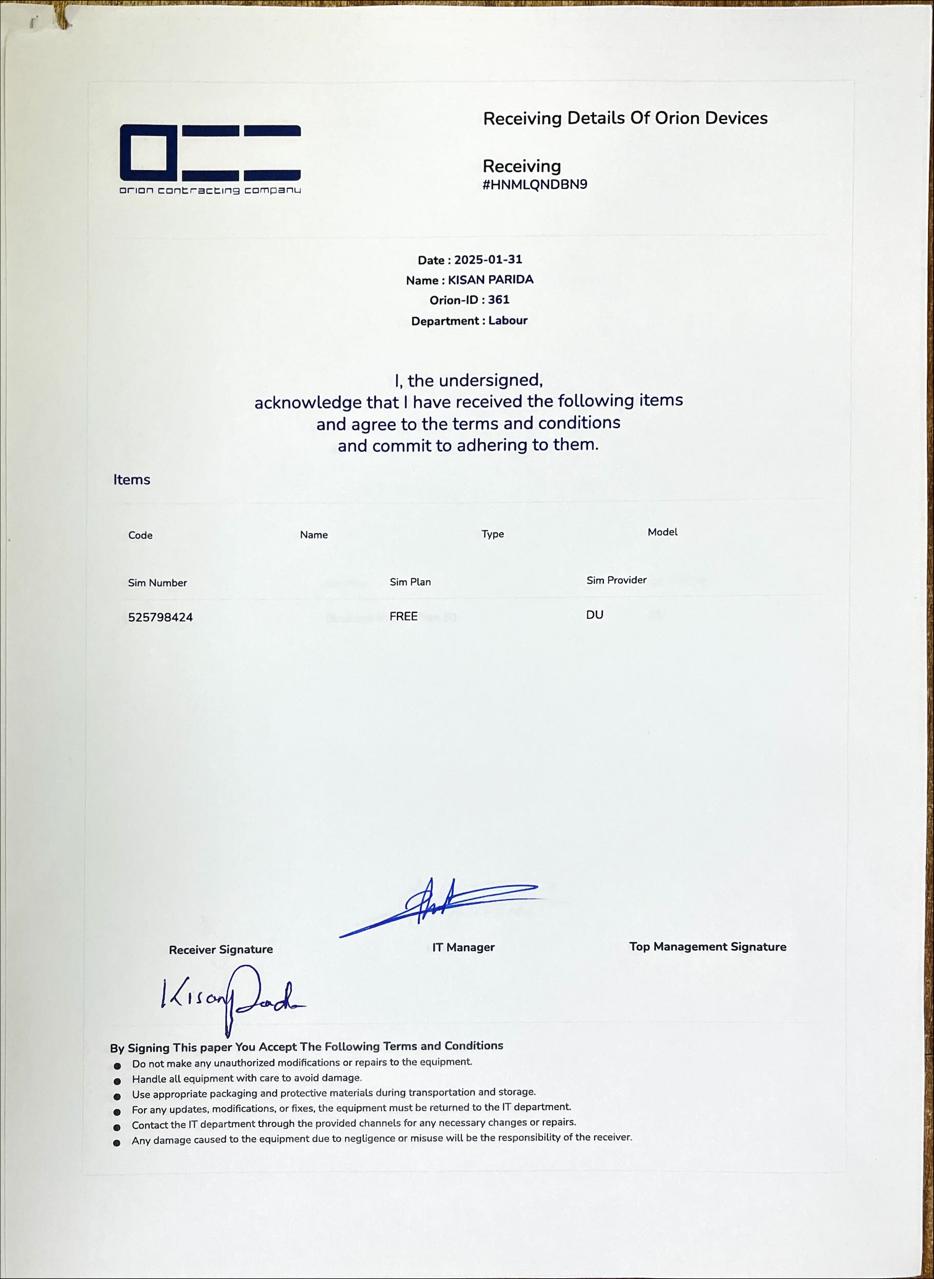 orion contracting company
Receiving Details Of Orion Devices
Receiving
#HNMLQNDBN9
Date : 2025-01-31
Name : KISAN PARIDA
Orion-ID : 361
Department : Labour
I, the undersigned,
acknowledge that I have received the following items
and agree to the terms and conditions
and commit to adhering to them.
Items
Code Name Type Model
Sim Number Sim Plan Sim Provider
525798424 FREE DU
Receiver Signature IT Manager Top Management Signature
Kisan
By Signing This paper You Accept The Following Terms and Conditions
● Do not make any unauthorized modifications or repairs to the equipment.
● Handle all equipment with care to avoid damage.
● Use appropriate packaging and protective materials during transportation and storage.
● For any updates, modifications, or fixes, the equipment must be returned to the IT department.
● Contact the IT department through the provided channels for any necessary changes or repairs.
● Any damage caused to the equipment due to negligence or misuse will be the responsibility of the receiver.